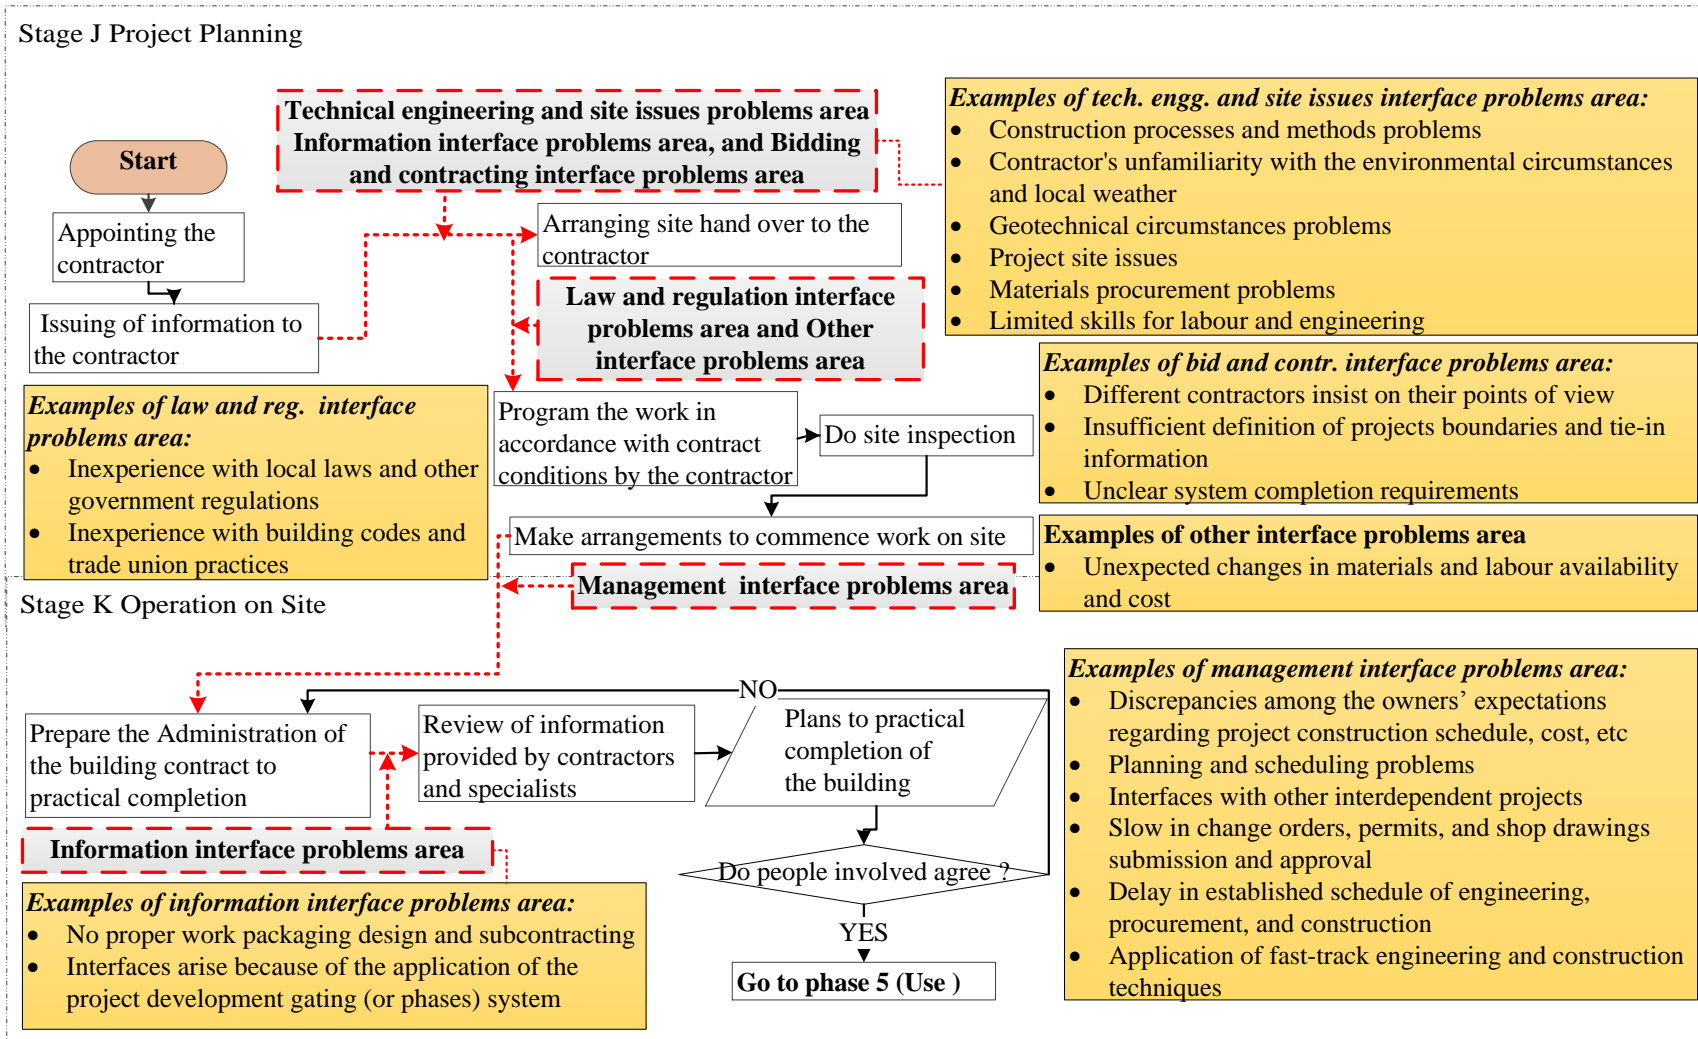 Stage J Project Planning
Technical engineering and site issues problems area
Information interface problems area, and Bidding
and contracting interface problems area
Examples of tech. engg. and site issues interface problems area:
• Construction processes and methods problems
• Contractor's unfamiliarity with the environmental circumstances
and local weather
• Geotechnical circumstances problems
• Project site issues
• Materials procurement problems
• Limited skills for labour and engineering
Start
Appointing the
contractor
Arranging site hand over to the
contractor
Issuing of information to
the contractor
Law and regulation interface
problems area and Other
interface problems area
Examples of bid and contr. interface problems area:
• Different contractors insist on their points of view
• Insufficient definition of projects boundaries and tie-in
information
• Unclear system completion requirements
Examples of law and reg. interface
problems area:
• Inexperience with local laws and other
government regulations
• Inexperience with building codes and
trade union practices
Program the work in
accordance with contract
conditions by the contractor
Do site inspection
Make arrangements to commence work on site
Examples of other interface problems area
• Unexpected changes in materials and labour availability
and cost
Management interface problems area
Stage K Operation on Site
Examples of management interface problems area:
• Discrepancies among the owners’ expectations
regarding project construction schedule, cost, etc
• Planning and scheduling problems
• Interfaces with other interdependent projects
• Slow in change orders, permits, and shop drawings
submission and approval
• Delay in established schedule of engineering,
procurement, and construction
• Application of fast-track engineering and construction
techniques
NO
Prepare the Administration of
the building contract to
practical completion
Review of information
provided by contractors
and specialists
Plans to practical
completion of
the building
Information interface problems area
Do people involved agree ?
Examples of information interface problems area:
• No proper work packaging design and subcontracting
• Interfaces arise because of the application of the
project development gating (or phases) system
YES
Go to phase 5 (Use )